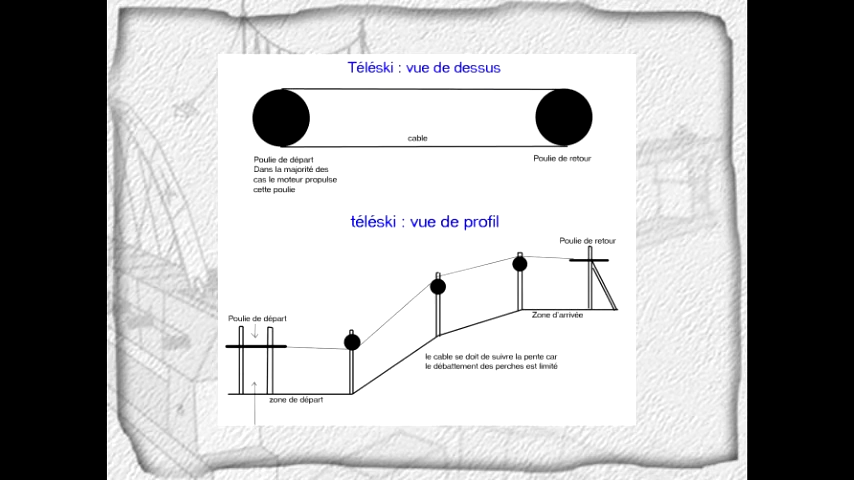 Téléski : vue de dessus
cable
Poulie de départ
Dans la majorité des
cas le moteur propulse
cette poulie
Poulie de retour
téléski : vue de profil
Poulie de retour
Poulie de départ
Zone d'arrivée
le cable se doit de suivre la pente car
le débattement des perches est limité
zone de départ